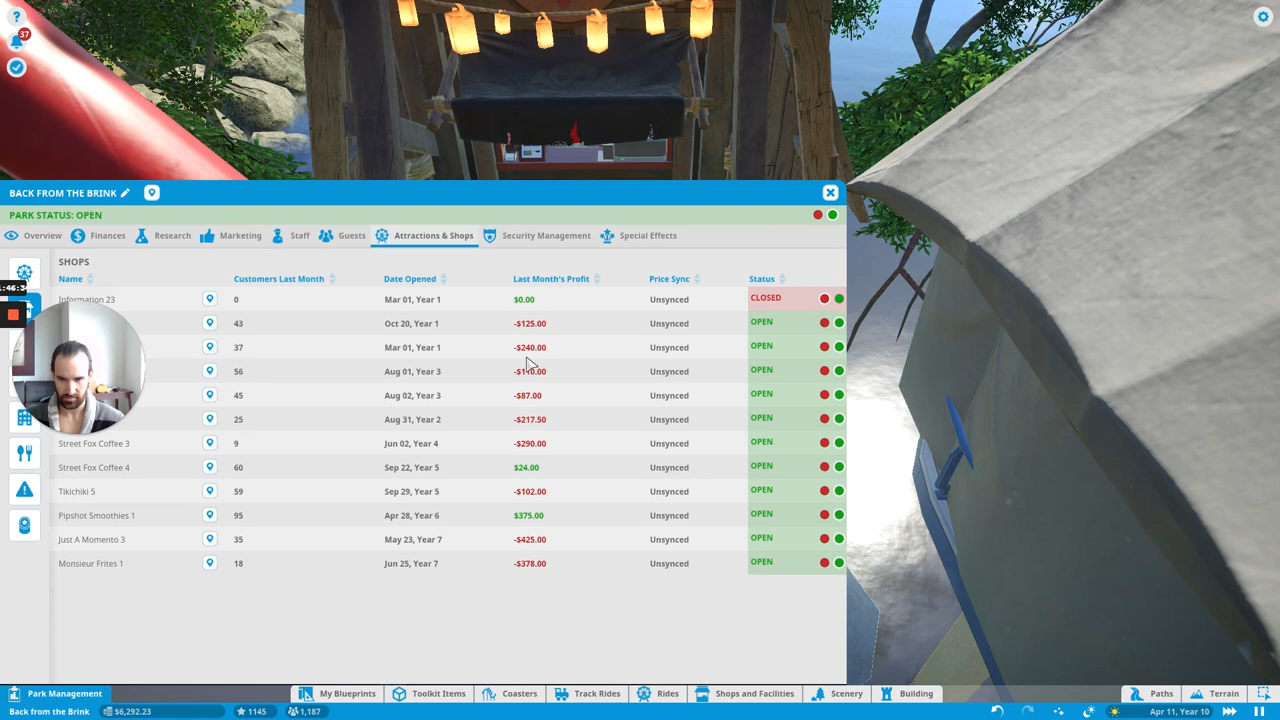 37
BACK FROM THE BRINK
PARK STATUS: OPEN
Overview Finances Research Marketing Staff Guests Attractions & Shops Security Management Special Effects
SHOPS
Name Customers Last Month Date Opened Last Month's Profit Price Sync Status
Information 23 0 Mar 01, Year 1 $0.00 Unsynced CLOSED
43 Oct 20, Year 1 -$125.00 Unsynced OPEN
37 Mar 01, Year 1 -$240.00 Unsynced OPEN
56 Aug 01, Year 3 Unsynced OPEN
45 Aug 02, Year 3 -$87.00 Unsynced OPEN
25 Aug 31, Year 2 -$217.50 Unsynced OPEN
Street Fox Coffee 3 9 Jun 02, Year 4 -$290.00 Unsynced OPEN
Street Fox Coffee 4 60 Sep 22, Year 5 $24.00 Unsynced OPEN
Tikichiki 5 59 Sep 29, Year 5 -$102.00 Unsynced OPEN
Pipshot Smoothies 1 95 Apr 28, Year 6 $375.00 Unsynced OPEN
Just A Momento 3 35 May 23, Year 7 -$425.00 Unsynced OPEN
Monsieur Frites 1 18 Jun 25, Year 7 -$378.00 Unsynced OPEN
Park Management My Blueprints Toolkit Items Coasters Track Rides Rides Shops and Facilities Scenery Building Paths Terrain
Back from the Brink $6,292.23 1145 1,187 Apr 11, Year 10